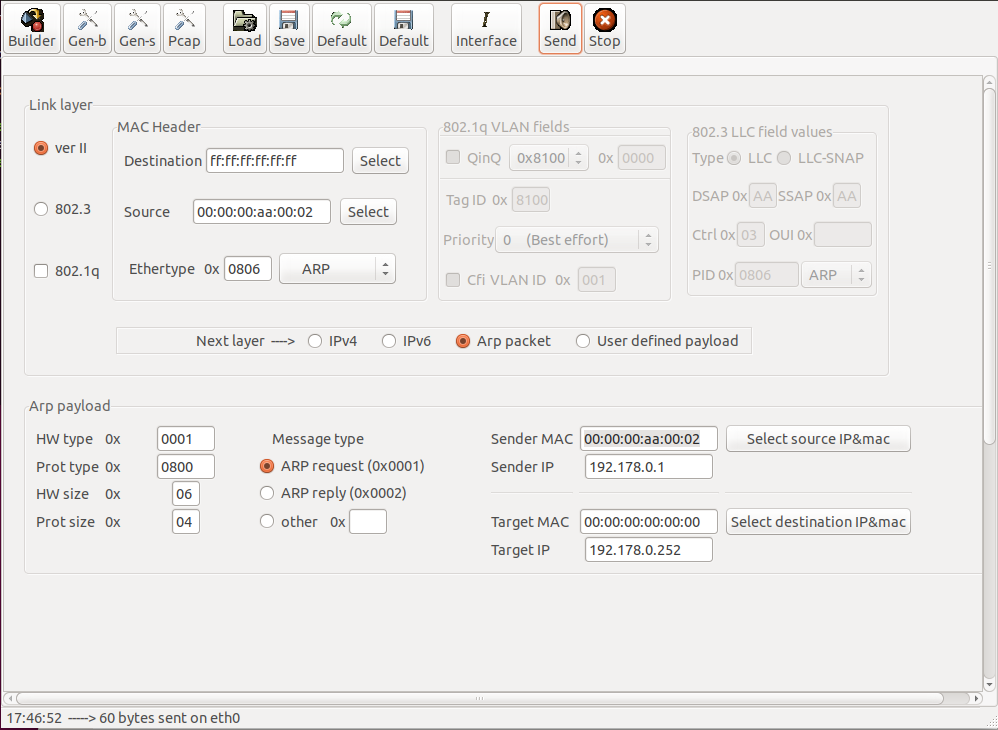 Builder Gen-b Gen-s Pcap Load Save Default Default Interface Send Stop
Link layer
MAC Header 802.1q VLAN fields 802.3 LLC field values
ver II Destination ff:ff:ff:ff:ff:ff Select QinQ 0x8100 0x 0000 Type LLC LLC-SNAP
802.3 Source 00:00:00:aa:00:02 Select Tag ID 0x 8100 DSAP 0x AA SSAP 0x AA
Priority 0 (Best effort) Ctrl 0x 03 OUI 0x
802.1q Ethertype 0x 0806 ARP Cfi VLAN ID 0x 001 PID 0x 0806 ARP
Next layer ----> IPv4 IPv6 Arp packet User defined payload
Arp payload
HW type 0x 0001 Message type Sender MAC 00:00:00:aa:00:02 Select source IP&mac
Prot type 0x 0800 ARP request (0x0001) Sender IP 192.178.0.1
HW size 0x 06 ARP reply (0x0002)
Prot size 0x 04 other 0x Target MAC 00:00:00:00:00:00 Select destination IP&mac
Target IP 192.178.0.252
17:46:52 -----> 60 bytes sent on eth0